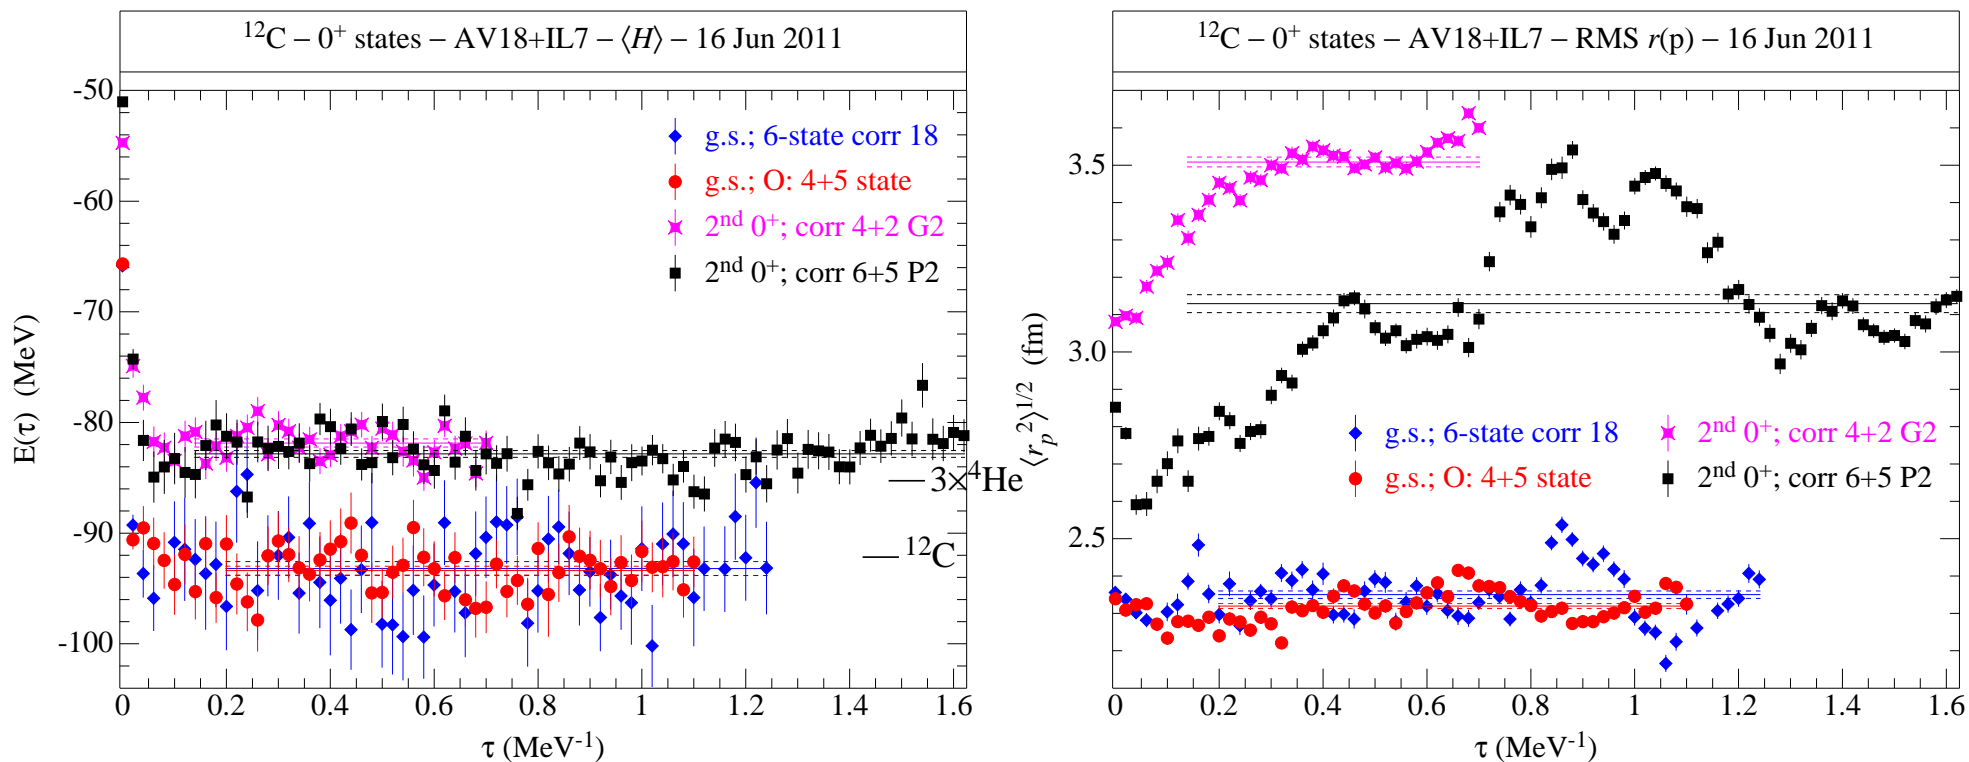 ¹²C – 0⁺ states – AV18+IL7 – ⟨H⟩ – 16 Jun 2011
-50
-60
-70
-80
-90
-100
E(τ) (MeV)
g.s.; 6-state corr 18
g.s.; O: 4+5 state
2ⁿᵈ 0⁺; corr 4+2 G2
2ⁿᵈ 0⁺; corr 6+5 P2
3×⁴He
¹²C
0 0.2 0.4 0.6 0.8 1 1.2 1.4 1.6
τ (MeV⁻¹)
¹²C – 0⁺ states – AV18+IL7 – RMS r(p) – 16 Jun 2011
3.5
3.0
2.5
⟨rₚ²⟩¹ᐟ² (fm)
g.s.; 6-state corr 18
g.s.; O: 4+5 state
2ⁿᵈ 0⁺; corr 4+2 G2
2ⁿᵈ 0⁺; corr 6+5 P2
0 0.2 0.4 0.6 0.8 1 1.2 1.4 1.6
τ (MeV⁻¹)